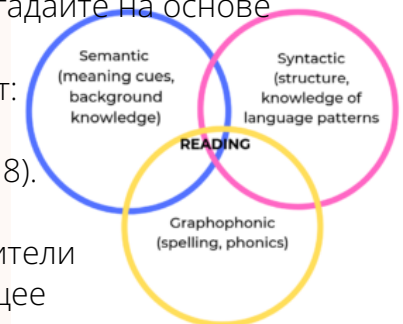 гадайте на основе
т:
8).
ители
щее
Semantic
(meaning cues,
background
knowledge)
Syntactic
(structure,
knowledge of
language patterns
READING
Graphophonic
(spelling, phonics)